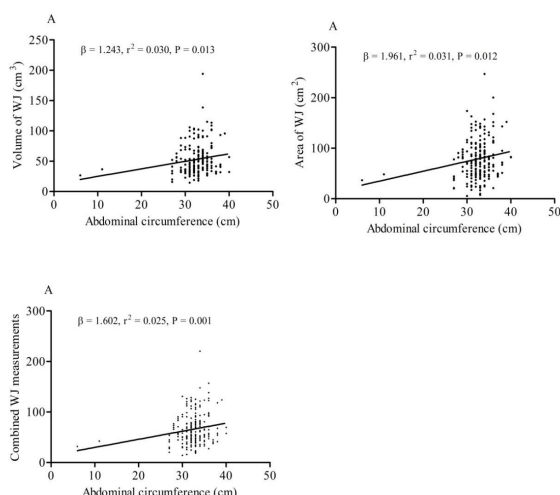 A
β = 1.243, r² = 0.030, P = 0.013
Volume of WJ (cm³)
250
200
150
100
50
0
0 10 20 30 40 50
Abdominal circumference (cm)
A
β = 1.961, r² = 0.031, P = 0.012
Area of WJ (cm²)
300
200
100
0
0 10 20 30 40 50
Abdominal circumference (cm)
A
β = 1.602, r² = 0.025, P = 0.001
Combined WJ measurements
300
200
100
0
0 10 20 30 40 50
Abdominal circumference (cm)